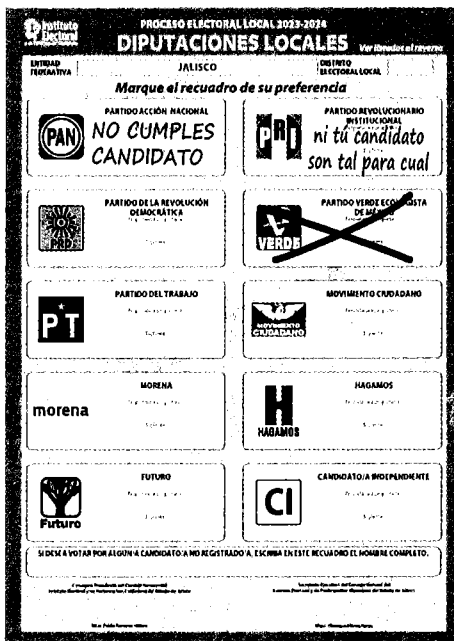 Instituto
Electoral
PROCESO ELECTORAL LOCAL 2023-2024
DIPUTACIONES LOCALES
Ver listados al reverso
ENTIDAD
FEDERATIVA
JALISCO
DISTRITO
ELECTORAL LOCAL
Marque el recuadro de su preferencia
PARTIDO ACCIÓN NACIONAL
PAN
NO CUMPLES
CANDIDATO
PARTIDO REVOLUCIONARIO
INSTITUCIONAL
PRI
ni tú candidato
son tal para cual
PARTIDO DE LA REVOLUCIÓN
DEMOCRÁTICA
PRD
PARTIDO VERDE ECOLOGISTA
DE MÉXICO
VERDE
PARTIDO DEL TRABAJO
PT
MOVIMIENTO CIUDADANO
MOVIMIENTO
CIUDADANO
MORENA
morena
HAGAMOS
H
HAGAMOS
FUTURO
Futuro
CANDIDATO/A INDEPENDIENTE
CI
SI DESEA VOTAR POR ALGÚN/A CANDIDATO/A NO REGISTRADO/A, ESCRIBA EN ESTE RECUADRO EL NOMBRE COMPLETO.